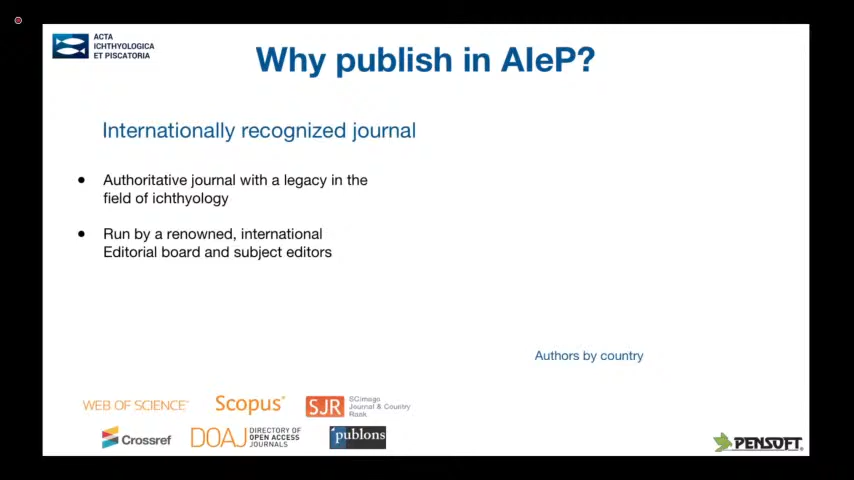 ACTA
ICHTHYOLOGICA
ET PISCATORIA
Why publish in AIeP?
Internationally recognized journal
● Authoritative journal with a legacy in the
field of ichthyology
● Run by a renowned, international
Editorial board and subject editors
Authors by country
WEB OF SCIENCE™
Scopus®
SJR
SCImago
Journal & Country
Rank
Crossref
DOAJ
DIRECTORY OF
OPEN ACCESS
JOURNALS
publons
PENSOFT.